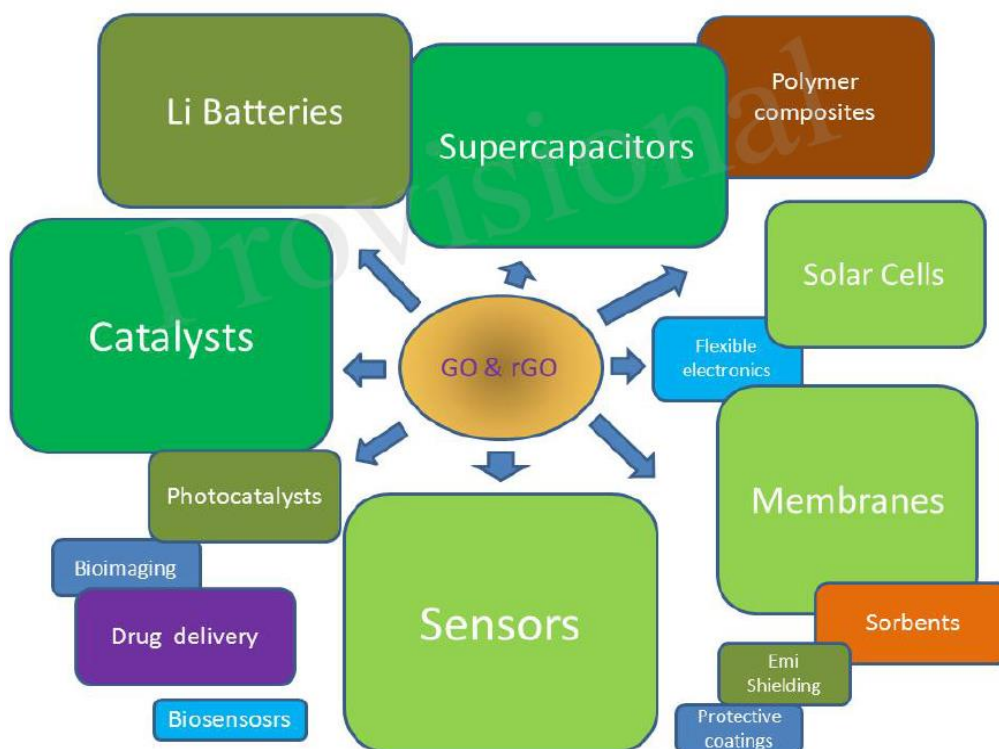 Li Batteries
Supercapacitors
Polymer
composites
Provisional
Catalysts
GO & rGO
Solar Cells
Flexible
electronics
Photocatalysts
Membranes
Bioimaging
Drug delivery
Sensors
Sorbents
Emi
Shielding
Biosensosrs
Protective
coatings